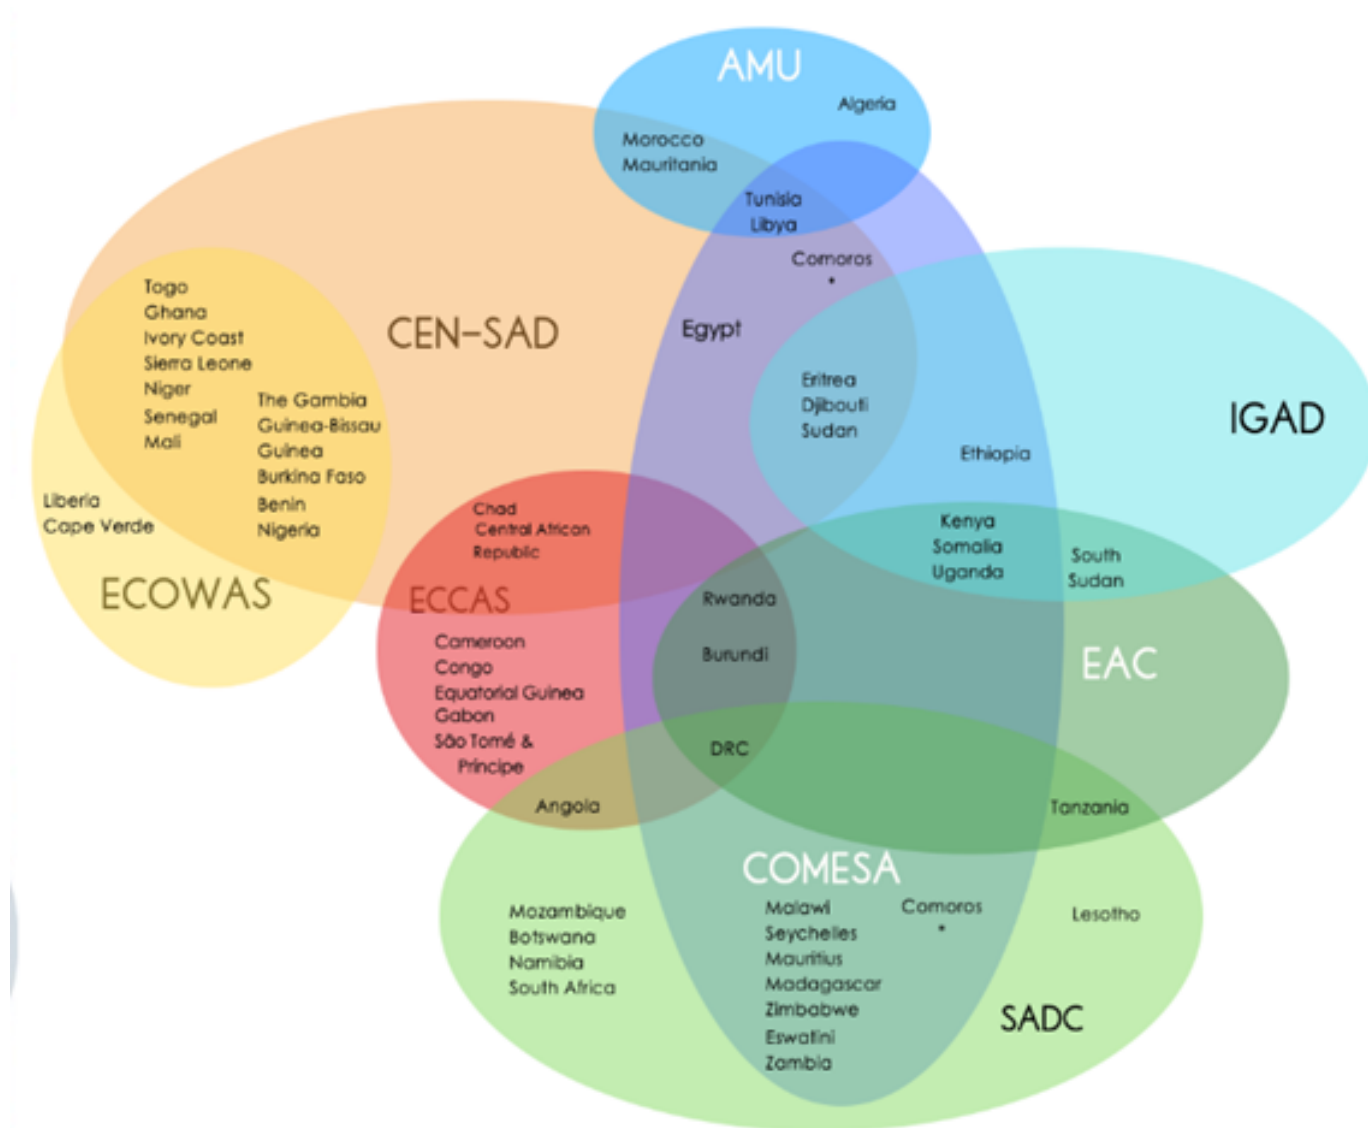 AMU
Algeria
Morocco
Mauritania
Tunisia
Libya
Comoros
*
CEN-SAD
Egypt
Togo
Ghana
Ivory Coast
Sierra Leone
Niger
Senegal
Mali
The Gambia
Guinea-Bissau
Guinea
Burkina Faso
Benin
Nigeria
Liberia
Cape Verde
ECOWAS
Eritrea
Djibouti
Sudan
IGAD
Ethiopia
Kenya
Somalia
Uganda
South
Sudan
Chad
Central African
Republic
ECCAS
Cameroon
Congo
Equatorial Guinea
Gabon
São Tomé &
Principe
Rwanda
Burundi
EAC
DRC
Angola
Tanzania
COMESA
Malawi
Seychelles
Mauritius
Madagascar
Zimbabwe
Eswatini
Zambia
Comoros
*
Lesotho
Mozambique
Botswana
Namibia
South Africa
SADC